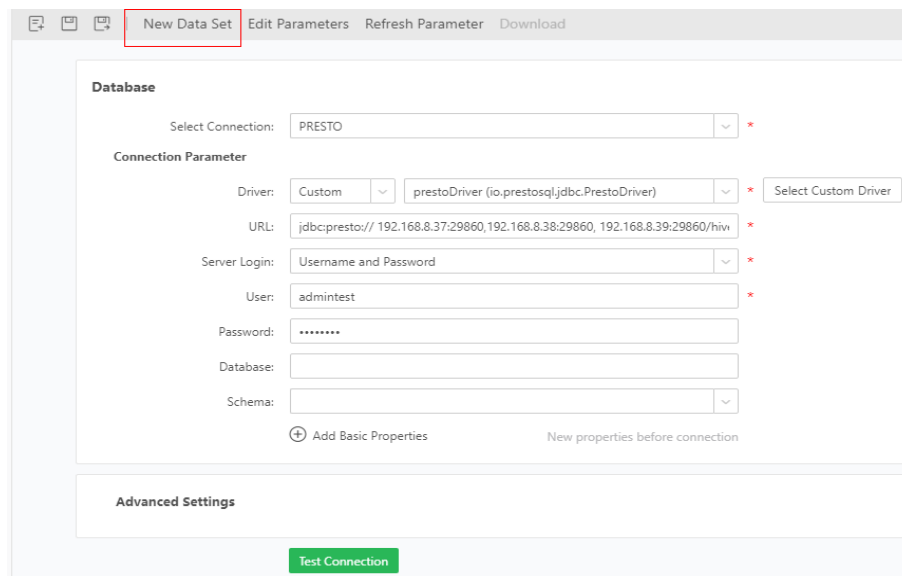 New Data Set Edit Parameters Refresh Parameter Download
Database
Select Connection: PRESTO *
Connection Parameter
Driver: Custom prestoDriver (io.prestosql.jdbc.PrestoDriver) * Select Custom Driver
URL: jdbc:presto:// 192.168.8.37:29860,192.168.8.38:29860, 192.168.8.39:29860/hiv *
Server Login: Username and Password *
User: admintest *
Password: ••••••••
Database:
Schema:
Add Basic Properties New properties before connection
Advanced Settings
Test Connection